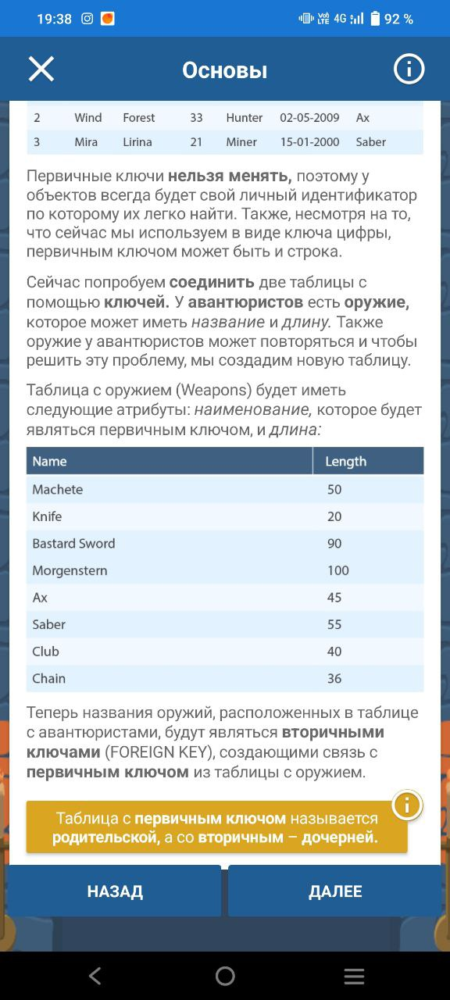 19:38 Vo) LTE 4G 92 %
Основы
2 Wind Forest 33 Hunter 02-05-2009 Ax
3 Mira Lirina 21 Miner 15-01-2000 Saber
Первичные ключи нельзя менять, поэтому у
объектов всегда будет свой личный идентификатор
по которому их легко найти. Также, несмотря на то,
что сейчас мы используем в виде ключа цифры,
первичным ключом может быть и строка.
Сейчас попробуем соединить две таблицы с
помощью ключей. У авантюристов есть оружие,
которое может иметь название и длину. Также
оружие у авантюристов может повторяться и чтобы
решить эту проблему, мы создадим новую таблицу.
Таблица с оружием (Weapons) будет иметь
следующие атрибуты: наименование, которое будет
являться первичным ключом, и длина:
Name Length
Machete 50
Knife 20
Bastard Sword 90
Morgenstern 100
Ax 45
Saber 55
Club 40
Chain 36
Теперь названия оружий, расположенных в таблице
с авантюристами, будут являться вторичными
ключами (FOREIGN KEY), создающими связь с
первичным ключом из таблицы с оружием.
Таблица с первичным ключом называется
родительской, а со вторичным – дочерней.
НАЗАД ДАЛЕЕ